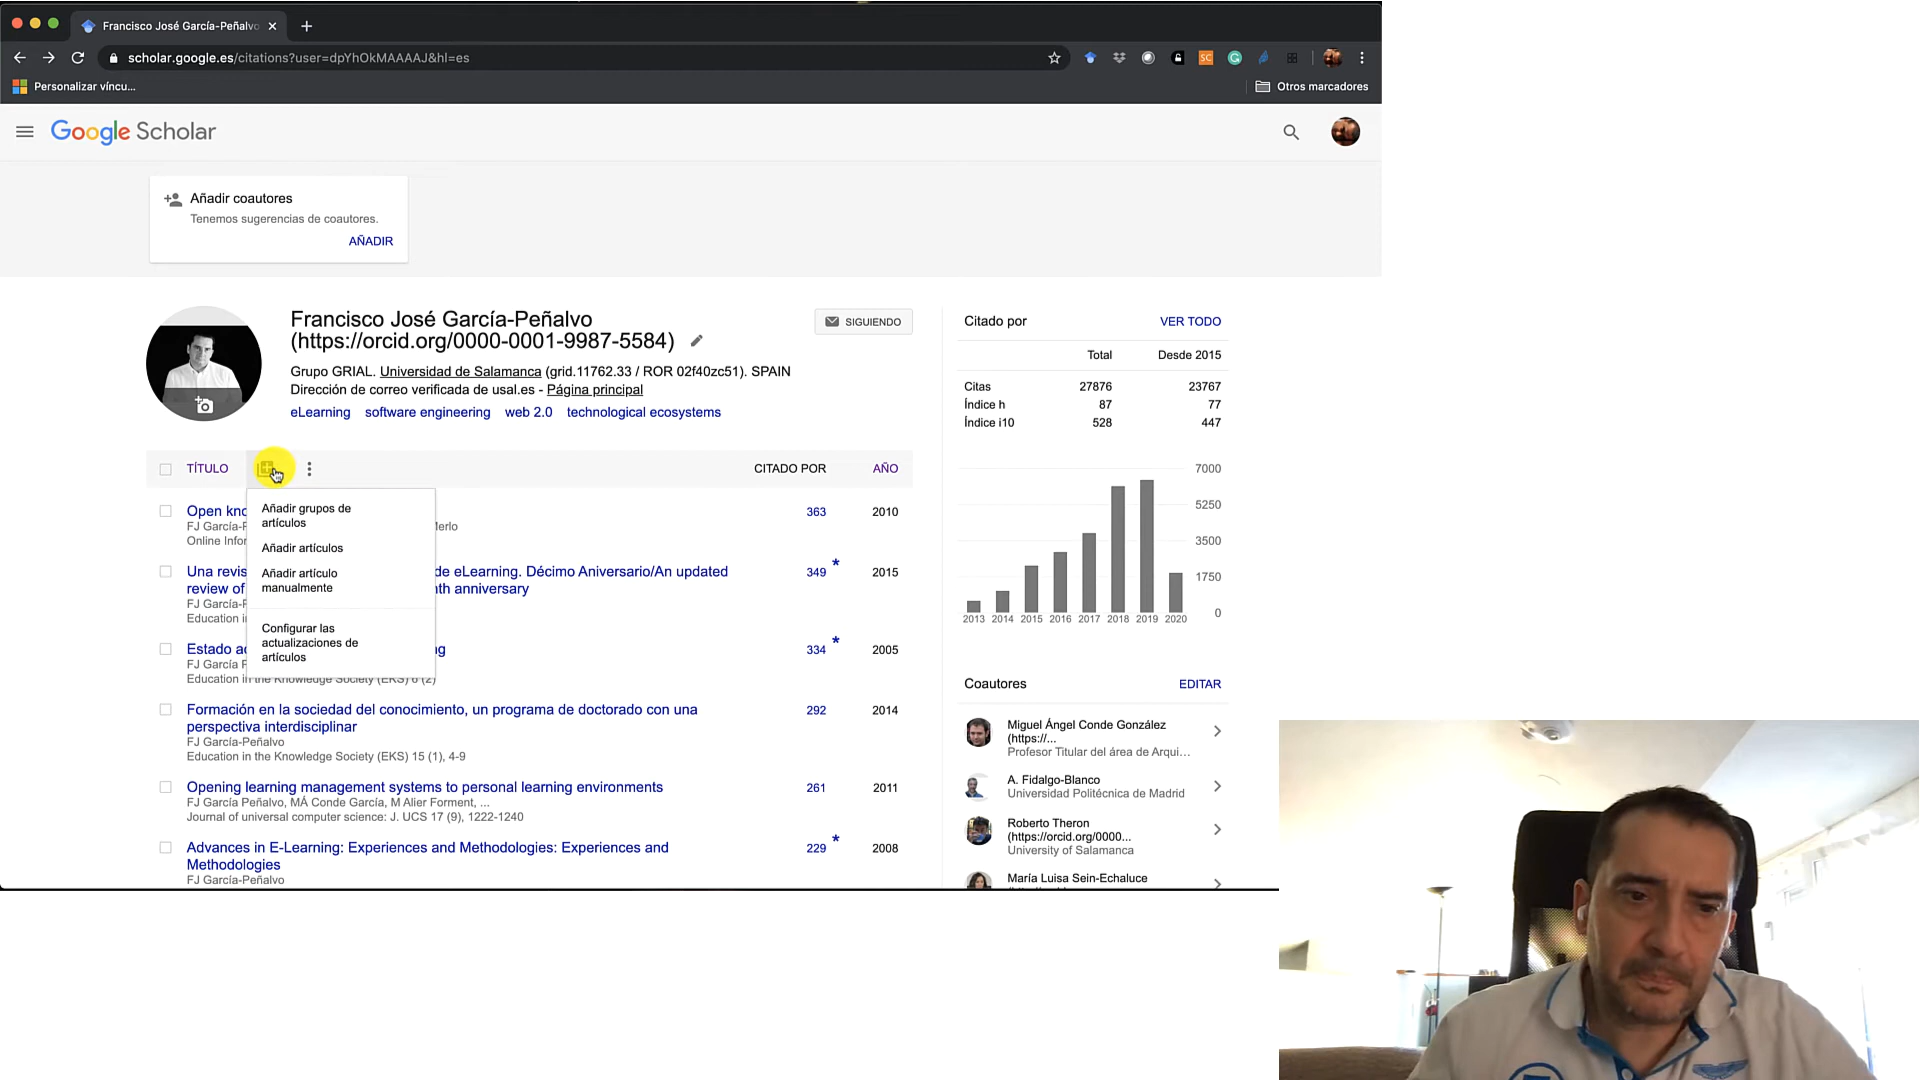 Francisco José García-Peñalvo
scholar.google.es/citations?user=dpYhOkMAAAAJ&hl=es
SC
Personalizar víncu...
Otros marcadores
Google Scholar
Añadir coautores
Tenemos sugerencias de coautores.
AÑADIR
Francisco José García-Peñalvo
(https://orcid.org/0000-0001-9987-5584)
SIGUIENDO
Grupo GRIAL. Universidad de Salamanca (grid.11762.33 / ROR 02f40zc51). SPAIN
Dirección de correo verificada de usal.es - Página principal
eLearning software engineering web 2.0 technological ecosystems
TÍTULO
CITADO POR
AÑO
Añadir grupos de
artículos
Añadir artículos
Añadir artículo
manualmente
Configurar las
actualizaciones de
artículos
Open kno
FJ García-P
Online Infor
363
2010
Una revis
de eLearning. Décimo Aniversario/An updated
review of
nth anniversary
FJ García-P
Education in
349 *
2015
Estado ac
FJ García P
Education in the Knowledge Society (EKS) 6 (2)
334 *
2005
Formación en la sociedad del conocimiento, un programa de doctorado con una
perspectiva interdisciplinar
FJ García-Peñalvo
Education in the Knowledge Society (EKS) 15 (1), 4-9
292
2014
Opening learning management systems to personal learning environments
FJ García Peñalvo, MÁ Conde García, M Alier Forment, ...
Journal of universal computer science: J. UCS 17 (9), 1222-1240
261
2011
Advances in E-Learning: Experiences and Methodologies: Experiences and
Methodologies
FJ García-Peñalvo
229 *
2008
Citado por
VER TODO
Total Desde 2015
Citas 27876 23767
Índice h 87 77
Índice i10 528 447
7000
5250
3500
1750
0
2013 2014 2015 2016 2017 2018 2019 2020
Coautores
EDITAR
Miguel Ángel Conde González
(https://...
Profesor Titular del área de Arqui...
A. Fidalgo-Blanco
Universidad Politécnica de Madrid
Roberto Theron
(https://orcid.org/0000...
University of Salamanca
María Luisa Sein-Echaluce